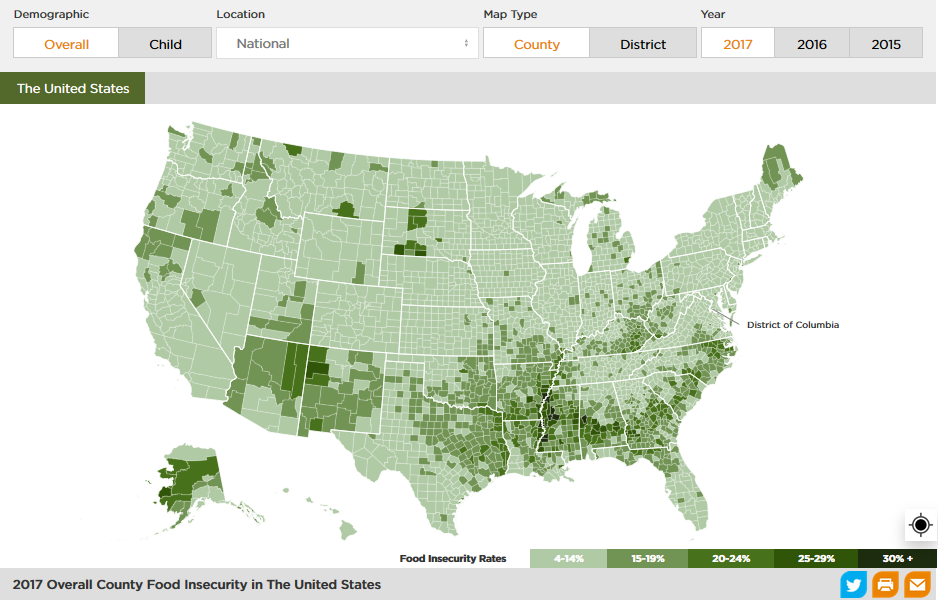 Demographic Location Map Type Year
Overall Child National County District 2017 2016 2015
The United States
District of Columbia
Food Insecurity Rates 4-14% 15-19% 20-24% 25-29% 30% +
2017 Overall County Food Insecurity in The United States